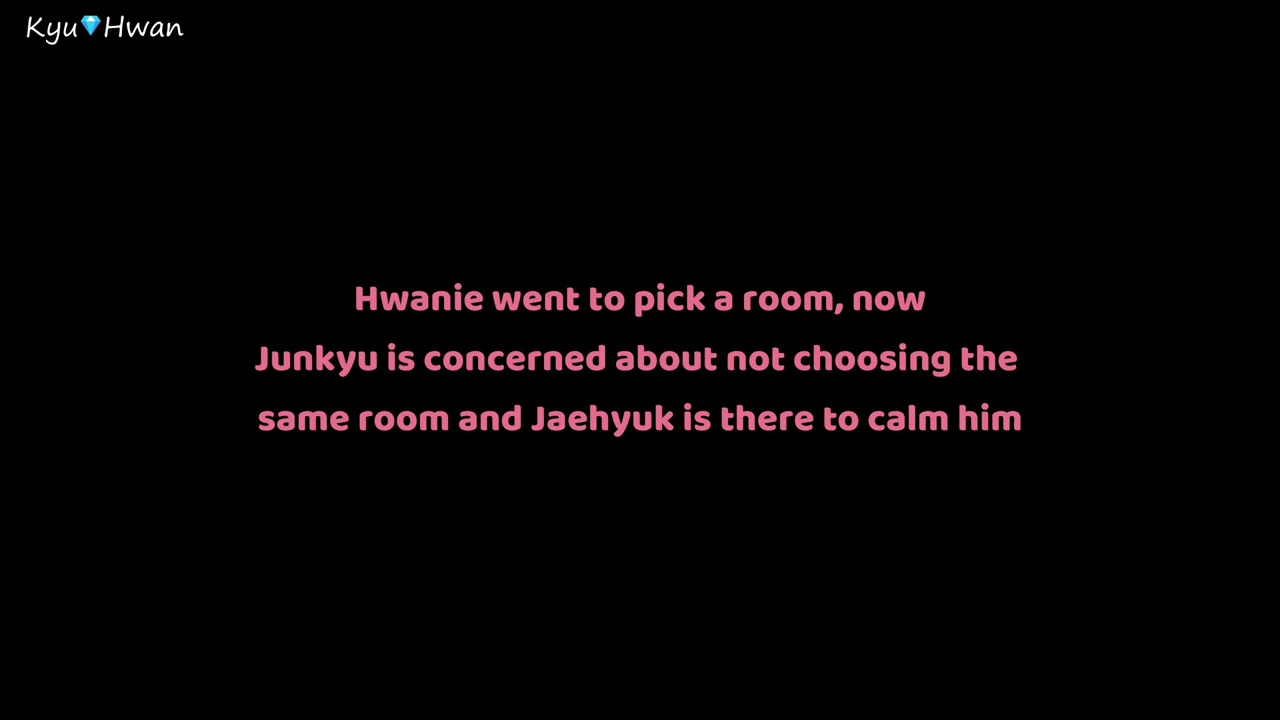 Kyu💎Hwan
Hwanie went to pick a room, now
Junkyu is concerned about not choosing the
same room and Jaehyuk is there to calm him